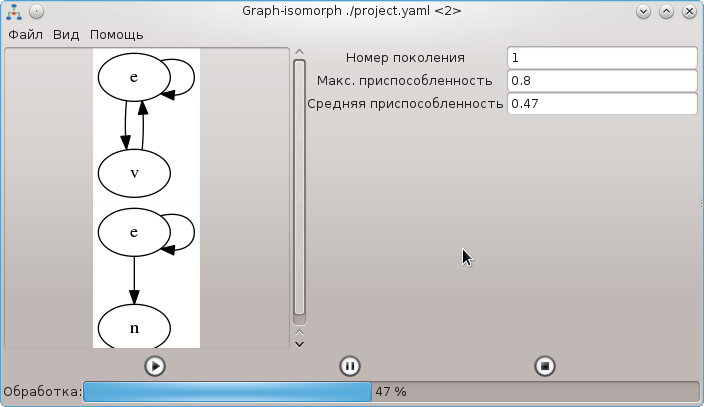 Graph-isomorph ./project.yaml <2>
Файл Вид Помощь
e
v
e
n
Номер поколения 1
Макс. приспособленность 0.8
Средняя приспособленность 0.47
Обработка: 47 %